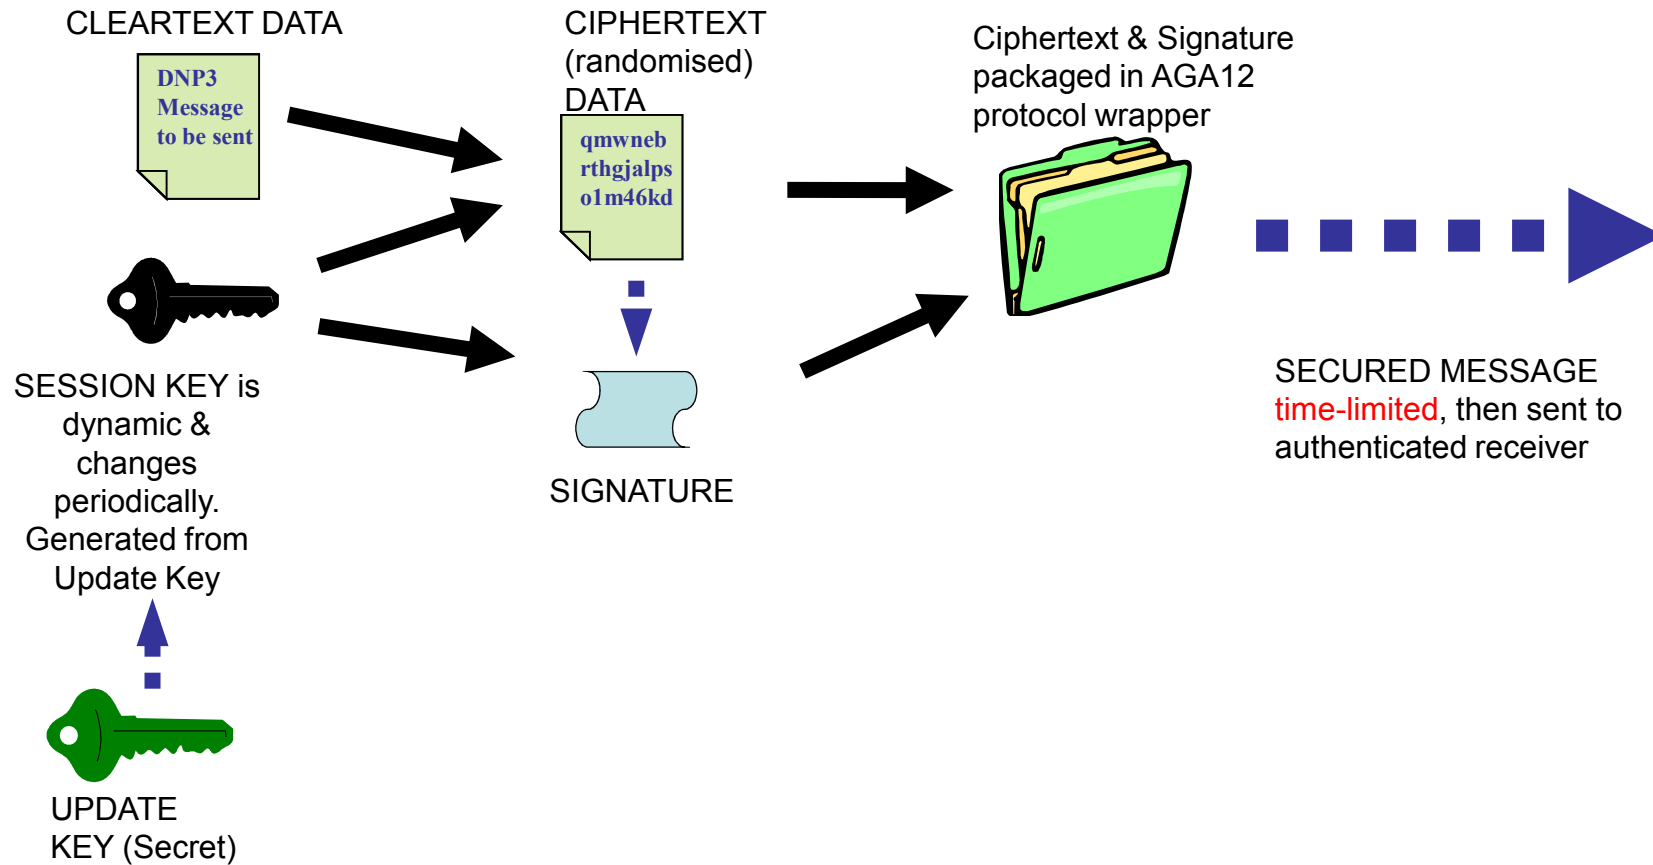 CLEARTEXT DATA
DNP3
Message
to be sent
CIPHERTEXT
(randomised)
DATA
qmwneb
rthgjalps
o1m46kd
Ciphertext & Signature
packaged in AGA12
protocol wrapper
SESSION KEY is
dynamic &
changes
periodically.
Generated from
Update Key
SIGNATURE
SECURED MESSAGE
time-limited, then sent to
authenticated receiver
UPDATE
KEY (Secret)